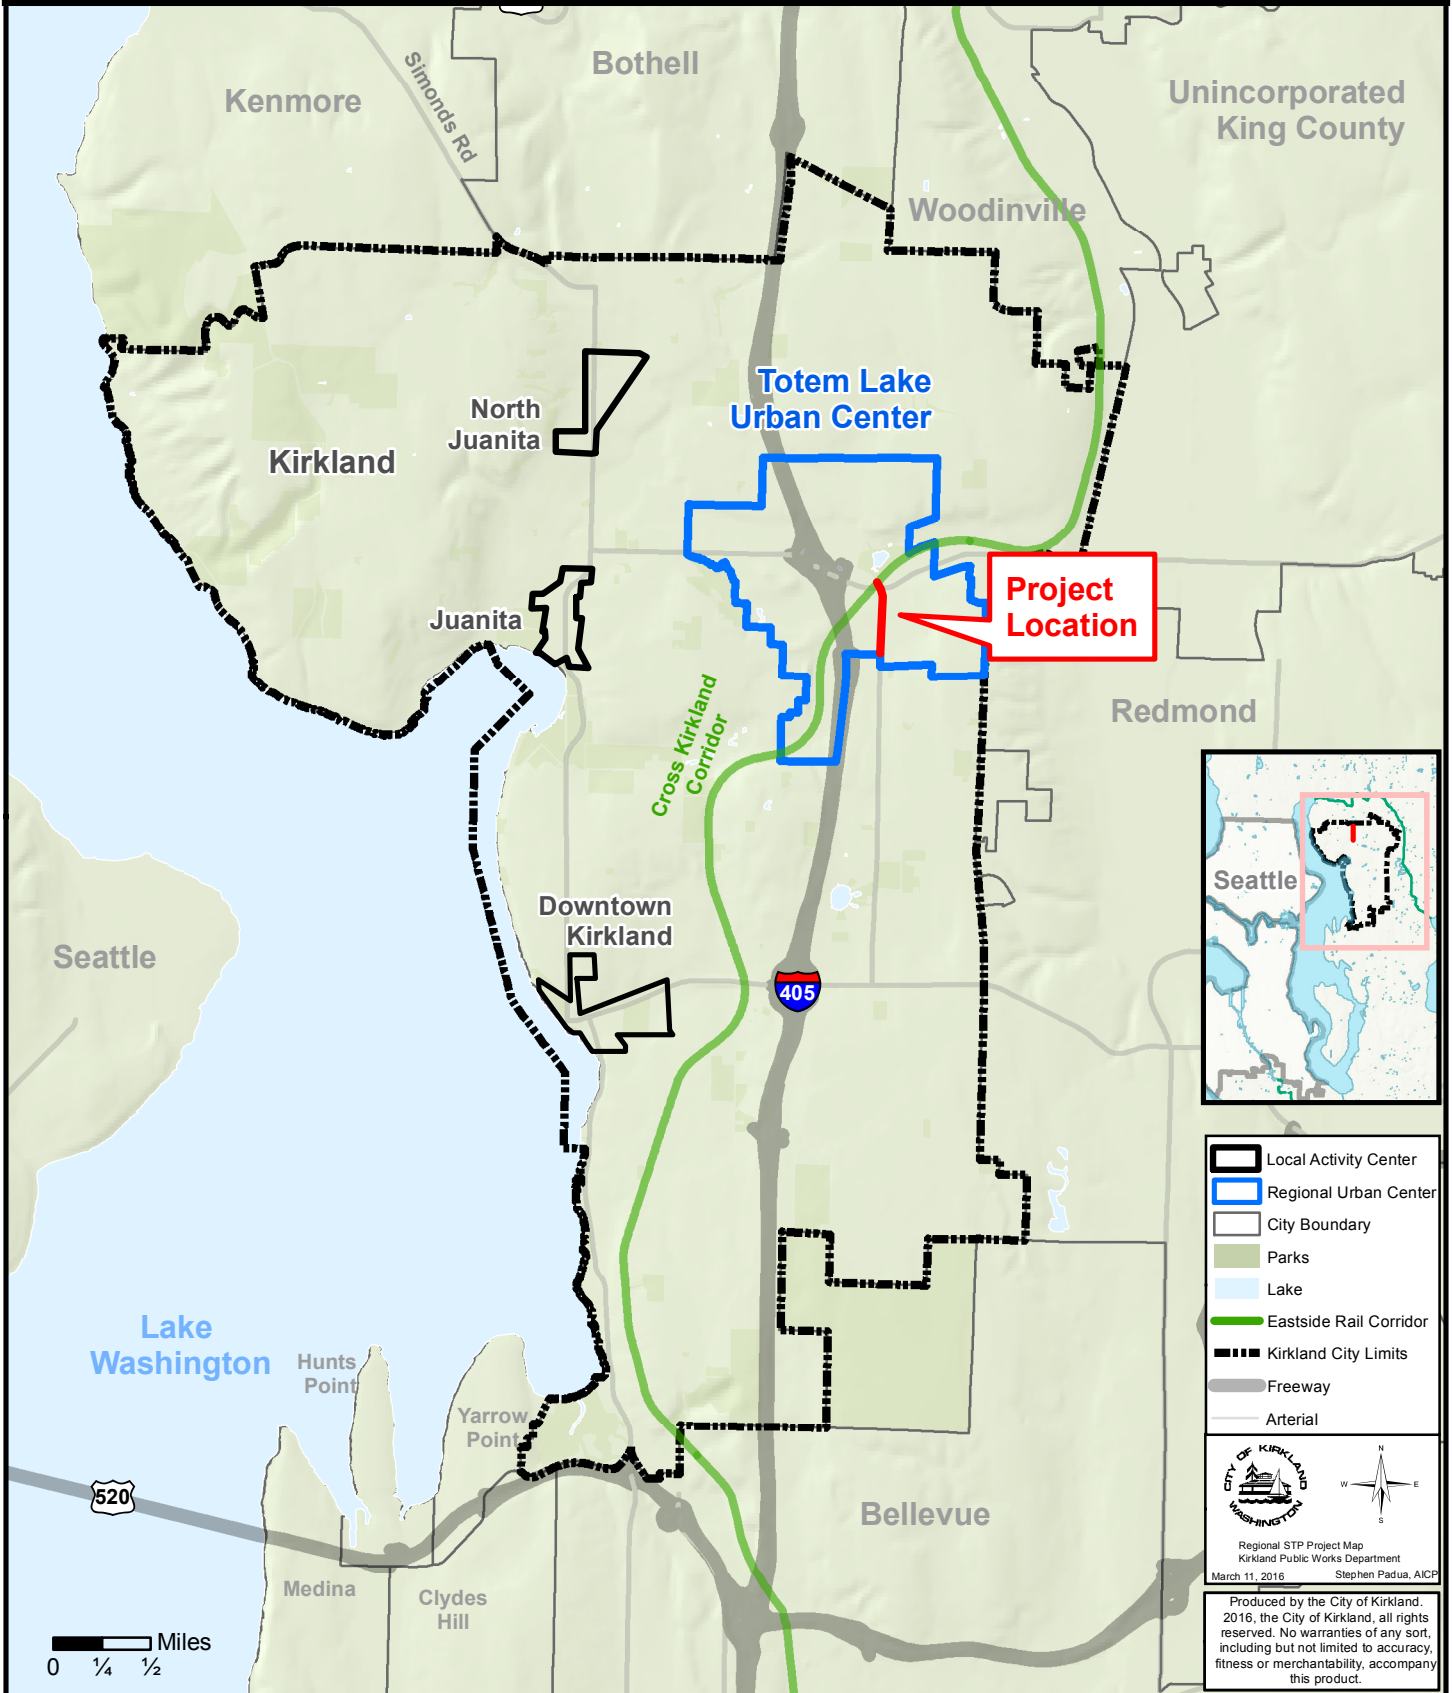 Bothell
Kenmore
Simonds Rd
Unincorporated
King County
Woodinville
Totem Lake
Urban Center
North
Juanita
Kirkland
Project
Location
Juanita
Redmond
Cross Kirkland
Corridor
Seattle
Downtown
Kirkland
Seattle
405
Local Activity Center
Regional Urban Center
City Boundary
Parks
Lake
Eastside Rail Corridor
Kirkland City Limits
Freeway
Arterial
Lake
Washington
Hunts
Point
Yarrow
Point
520
Bellevue
Medina
Clydes
Hill
CITY OF KIRKLAND
WASHINGTON
N
W
E
S
Regional STP Project Map
Kirkland Public Works Department
March 11, 2016
Stephen Padua, AICP
Produced by the City of Kirkland.
2016, the City of Kirkland, all rights
reserved. No warranties of any sort,
including but not limited to accuracy,
fitness or merchantability, accompany
this product.
Miles
0 ¼ ½